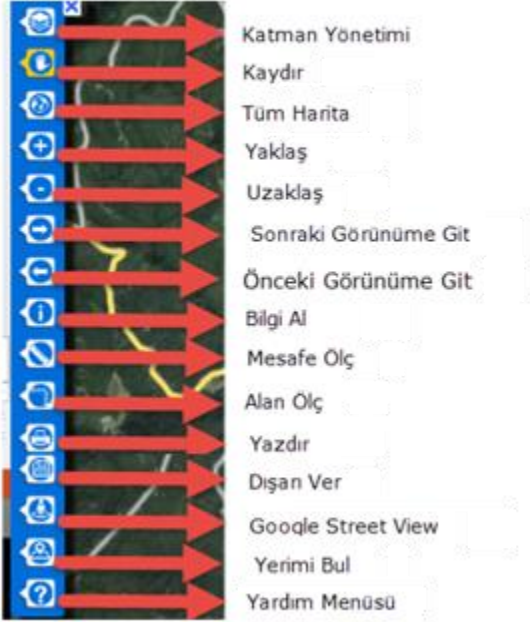 Katman Yönetimi
Kaydır
Tüm Harita
Yaklaş
Uzaklaş
Sonraki Görünüme Git
Önceki Görünüme Git
Bilgi Al
Mesafe Ölç
Alan Ölç
Yazdır
Dışarı Ver
Google Street View
Yerimi Bul
Yardım Menüsü